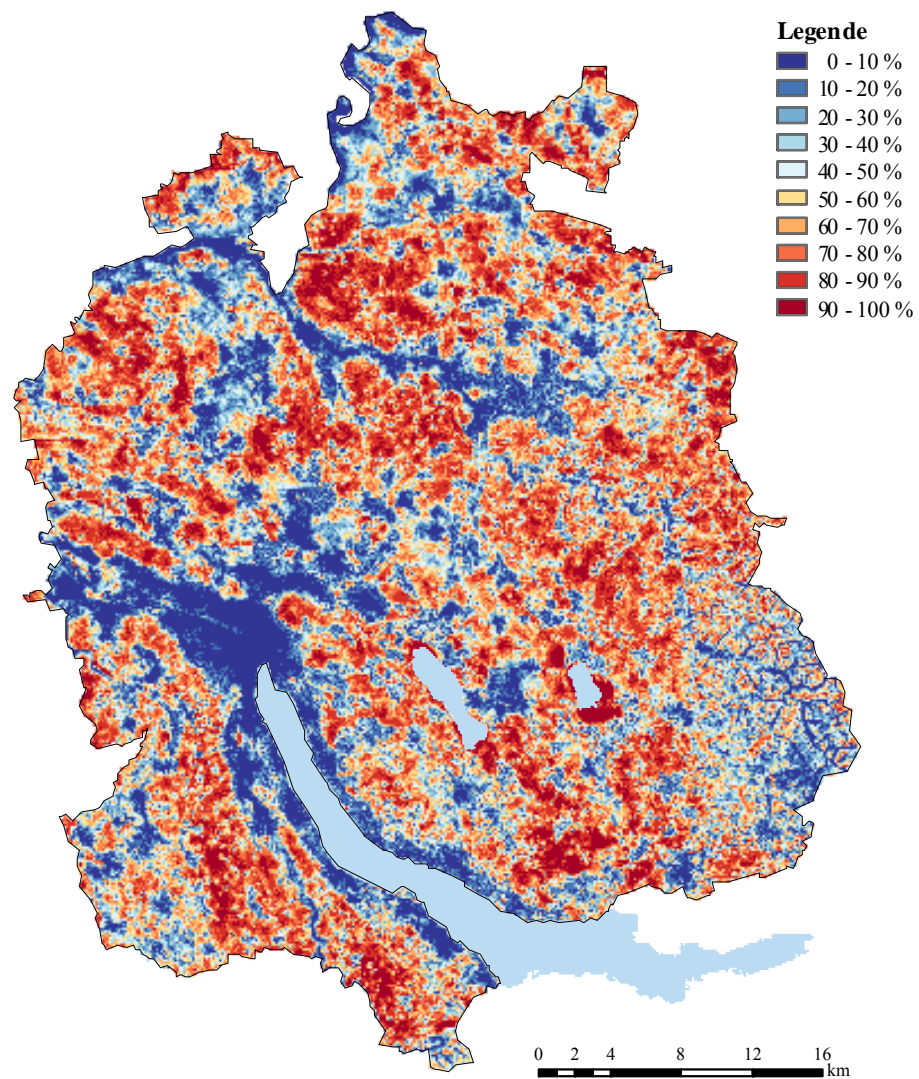 Legende
0 - 10 %
10 - 20 %
20 - 30 %
30 - 40 %
40 - 50 %
50 - 60 %
60 - 70 %
70 - 80 %
80 - 90 %
90 - 100 %
0 2 4 8 12 16
km